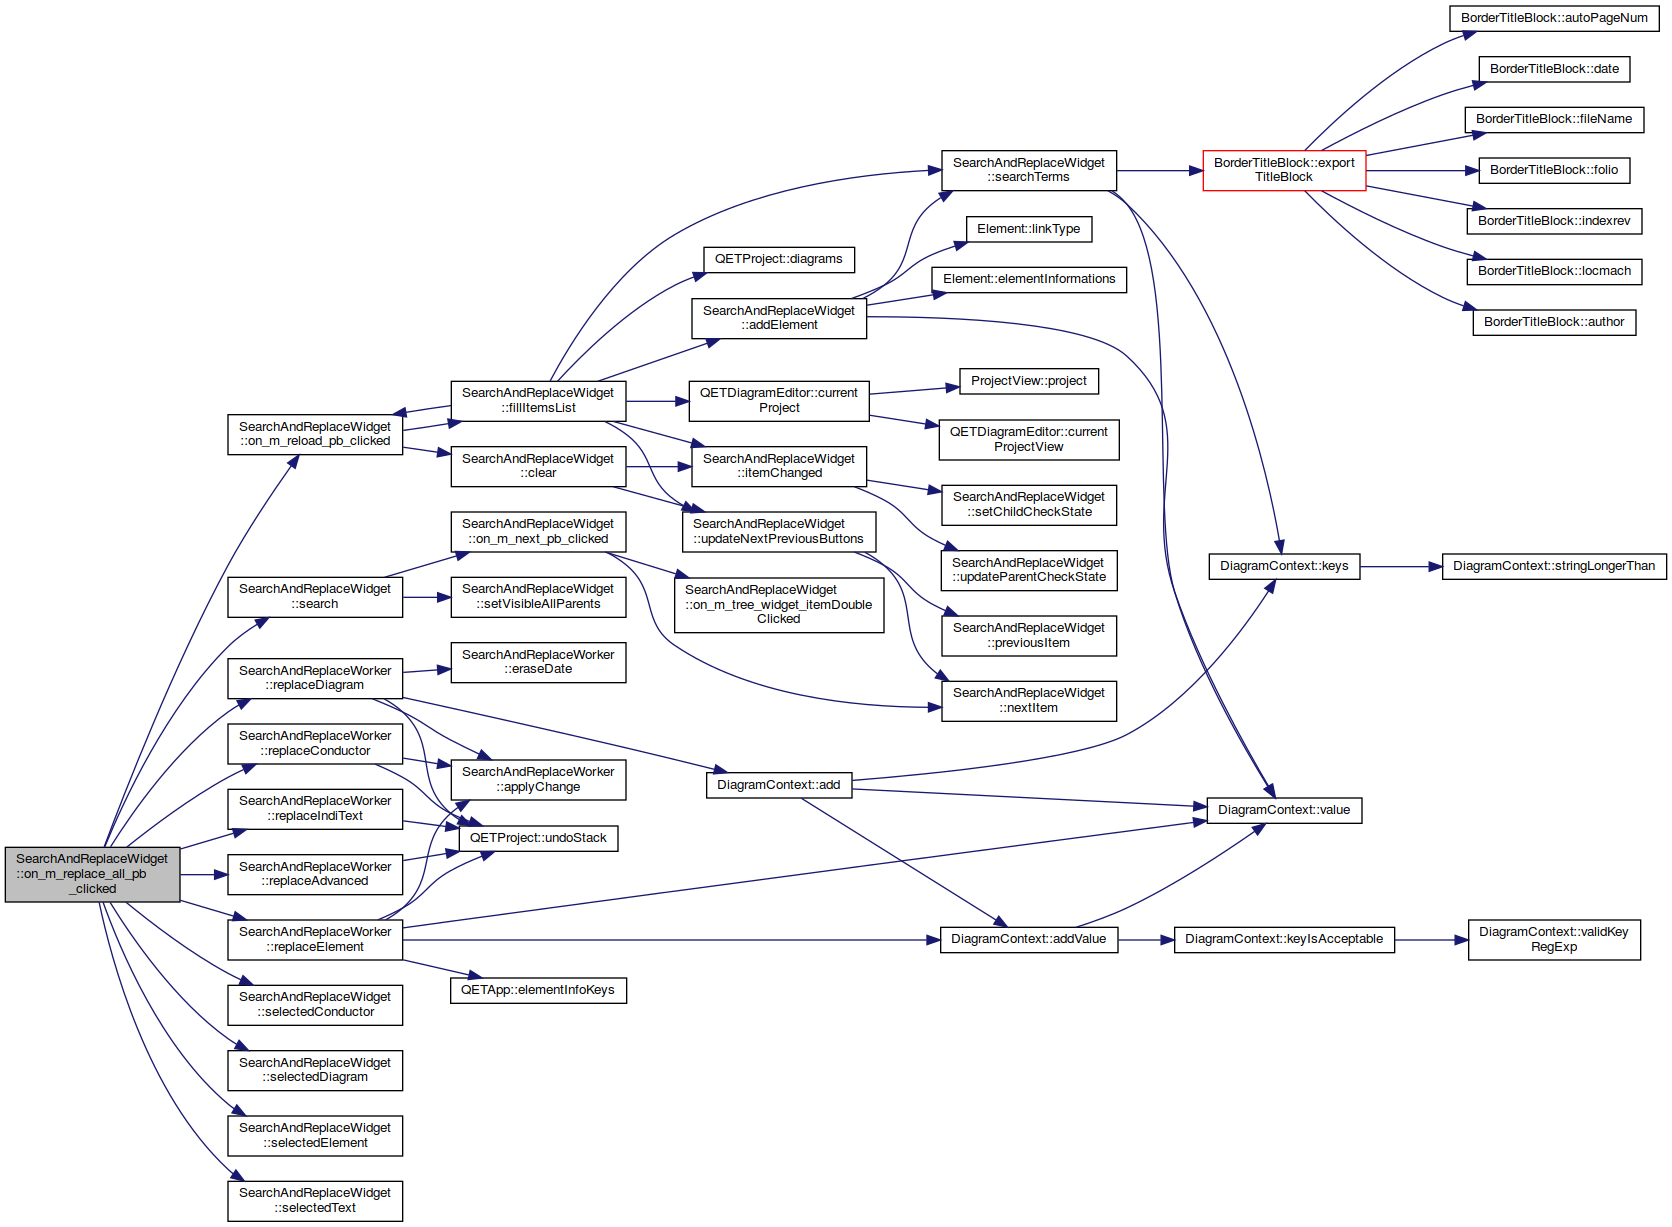 BorderTitleBlock::autoPageNum
BorderTitleBlock::date
BorderTitleBlock::fileName
SearchAndReplaceWidget
::searchTerms
BorderTitleBlock::export
TitleBlock
BorderTitleBlock::folio
BorderTitleBlock::indexrev
Element::linkType
QETProject::diagrams
BorderTitleBlock::locmach
Element::elementInformations
SearchAndReplaceWidget
::addElement
BorderTitleBlock::author
ProjectView::project
SearchAndReplaceWidget
::fillItemsList
QETDiagramEditor::current
Project
SearchAndReplaceWidget
::on_m_reload_pb_clicked
QETDiagramEditor::current
ProjectView
SearchAndReplaceWidget
::clear
SearchAndReplaceWidget
::itemChanged
SearchAndReplaceWidget
::setChildCheckState
SearchAndReplaceWidget
::on_m_next_pb_clicked
SearchAndReplaceWidget
::updateNextPreviousButtons
SearchAndReplaceWidget
::updateParentCheckState
DiagramContext::keys
DiagramContext::stringLongerThan
SearchAndReplaceWidget
::search
SearchAndReplaceWidget
::setVisibleAllParents
SearchAndReplaceWidget
::on_m_tree_widget_itemDouble
Clicked
SearchAndReplaceWidget
::previousItem
SearchAndReplaceWorker
::eraseDate
SearchAndReplaceWorker
::replaceDiagram
SearchAndReplaceWidget
::nextItem
SearchAndReplaceWorker
::replaceConductor
SearchAndReplaceWorker
::applyChange
DiagramContext::add
SearchAndReplaceWorker
::replaceIndiText
DiagramContext::value
QETProject::undoStack
SearchAndReplaceWidget
::on_m_replace_all_pb
_clicked
SearchAndReplaceWorker
::replaceAdvanced
SearchAndReplaceWorker
::replaceElement
DiagramContext::addValue
DiagramContext::keyIsAcceptable
DiagramContext::validKey
RegExp
QETApp::elementInfoKeys
SearchAndReplaceWidget
::selectedConductor
SearchAndReplaceWidget
::selectedDiagram
SearchAndReplaceWidget
::selectedElement
SearchAndReplaceWidget
::selectedText